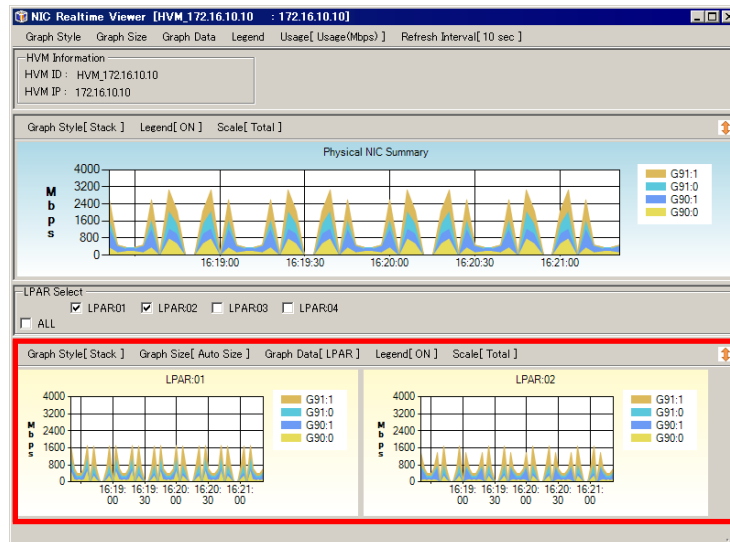 NIC Realtime Viewer [HVM_172.16.10.10 : 172.16.10.10]
Graph Style Graph Size Graph Data Legend Usage[ Usage(Mbps) ] Refresh Interval[ 10 sec ]
HVM Information
HVM ID : HVM_172.16.10.10
HVM IP : 172.16.10.10
Graph Style[ Stack ] Legend[ ON ] Scale[ Total ]
Physical NIC Summary
Mbps
4000
3200
2400
1600
800
0
16:19:00 16:19:30 16:20:00 16:20:30 16:21:00
G91:1
G91:0
G90:1
G90:0
LPAR Select
LPAR01 LPAR02 LPAR03 LPAR04
ALL
Graph Style[ Stack ] Graph Size[ Auto Size ] Graph Data[ LPAR ] Legend[ ON ] Scale[ Total ]
LPAR:01
Mbps
4000
3200
2400
1600
800
0
16:19:00 16:19:30 16:20:00 16:20:30 16:21:00
G91:1
G91:0
G90:1
G90:0
LPAR:02
Mbps
4000
3200
2400
1600
800
0
16:19:00 16:19:30 16:20:00 16:20:30 16:21:00
G91:1
G91:0
G90:1
G90:0